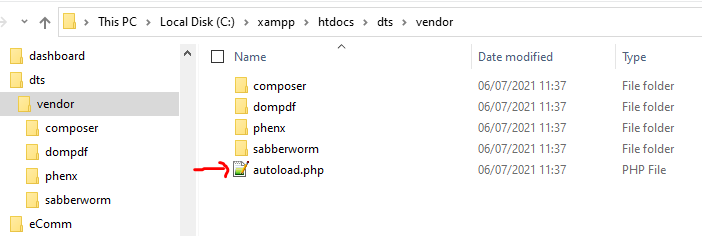 This PC > Local Disk (C:) > xampp > htdocs > dts > vendor
dashboard
dts
vendor
composer
dompdf
phenx
sabberworm
eComm
Name Date modified Type
composer 06/07/2021 11:37 File folder
dompdf 06/07/2021 11:37 File folder
phenx 06/07/2021 11:37 File folder
sabberworm 06/07/2021 11:37 File folder
autoload.php 06/07/2021 11:37 PHP File